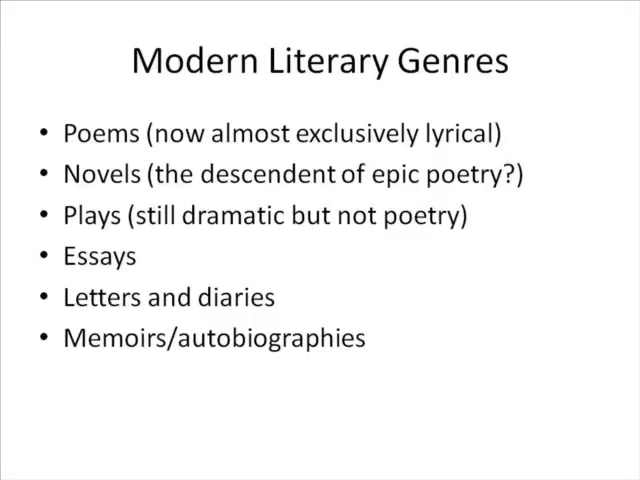 Modern Literary Genres
• Poems (now almost exclusively lyrical)
• Novels (the descendent of epic poetry?)
• Plays (still dramatic but not poetry)
• Essays
• Letters and diaries
• Memoirs/autobiographies